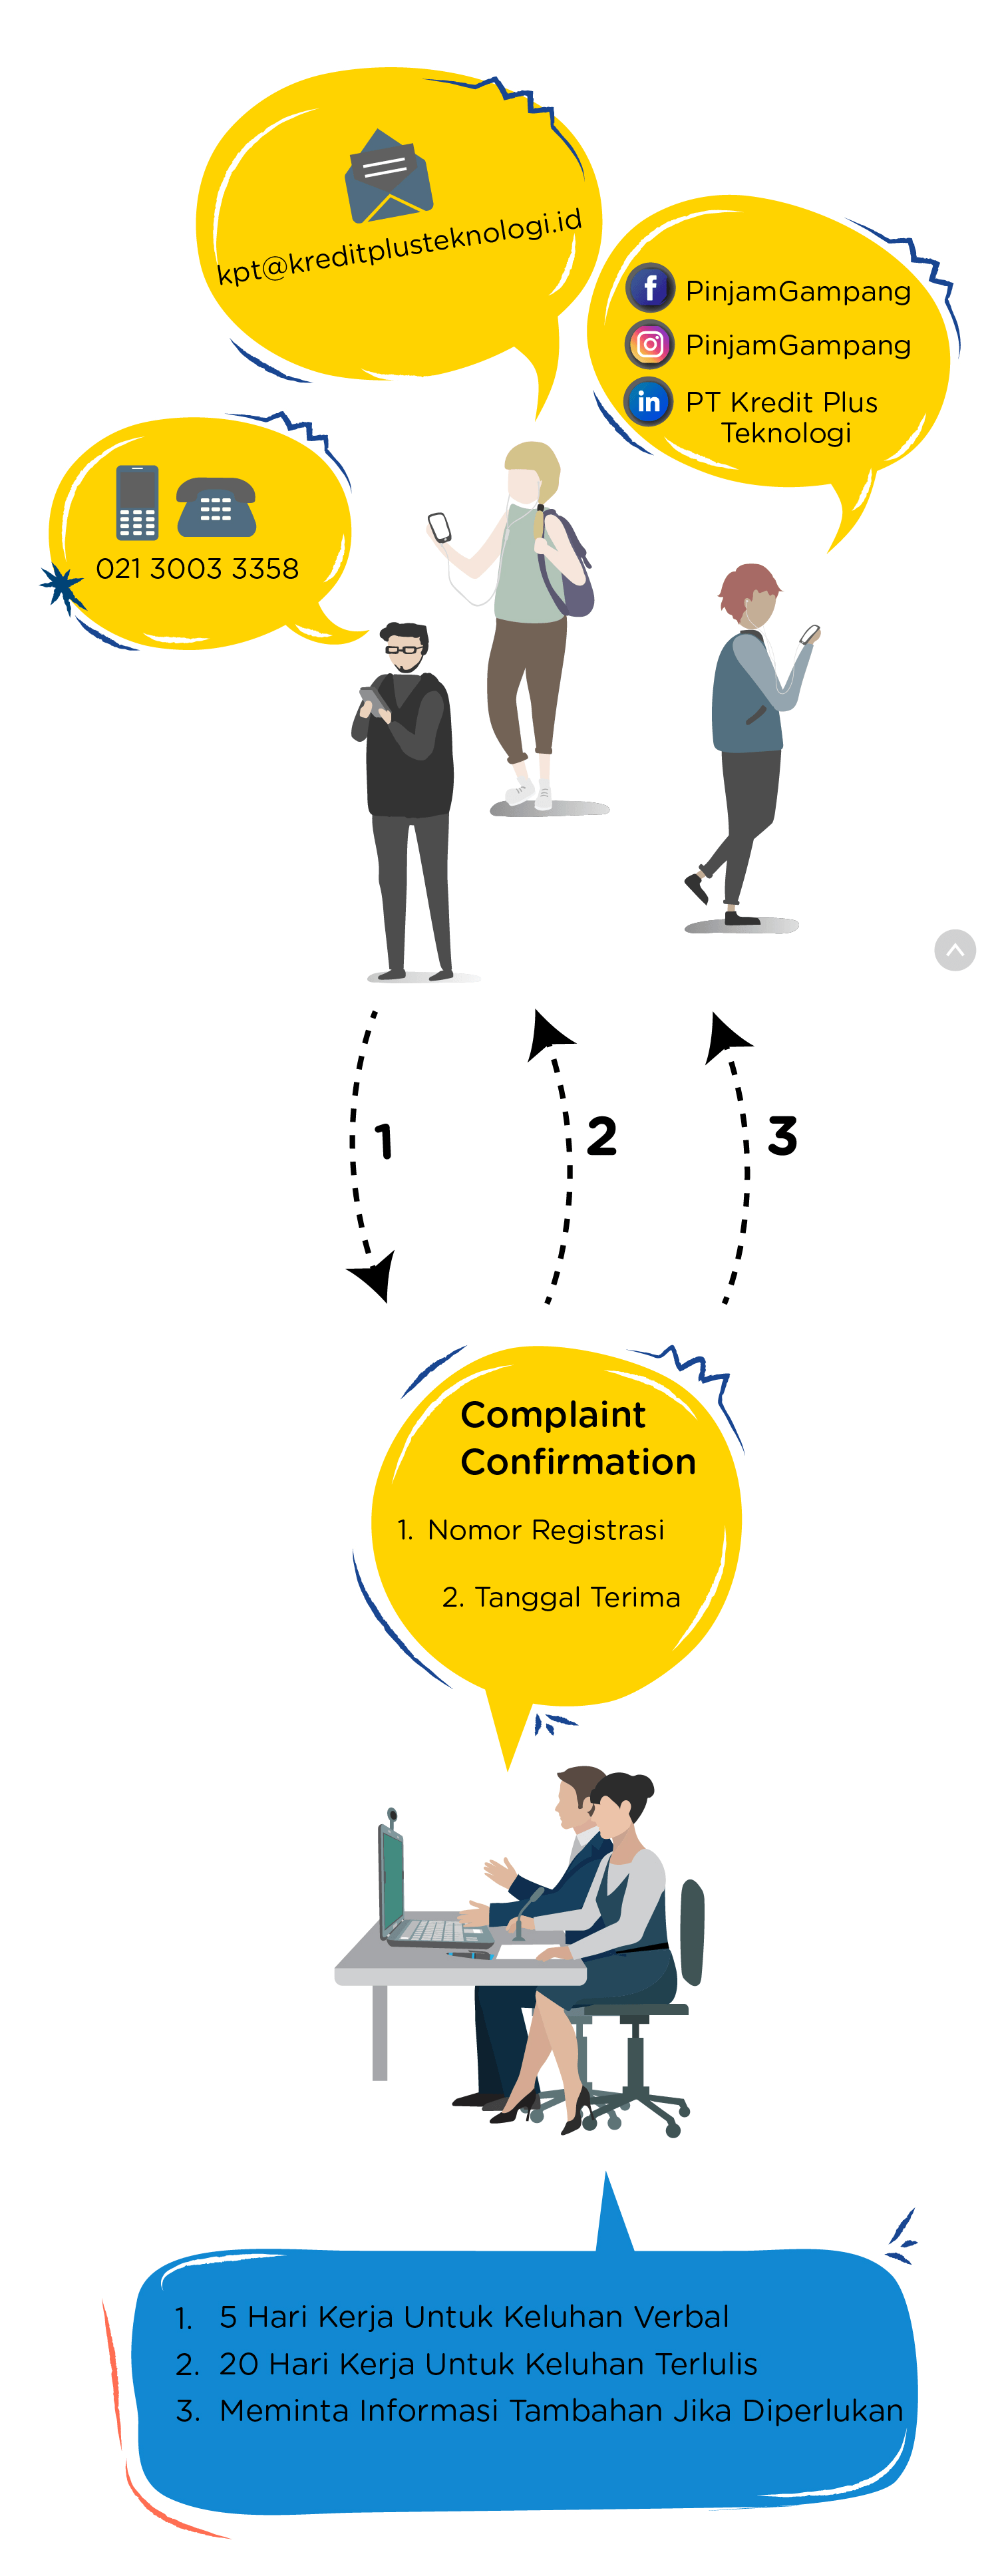 kpt@kreditplusteknologi.id
PinjamGampang
PinjamGampang
PT Kredit Plus
Teknologi
021 3003 3358
1
2
3
Complaint
Confirmation
1. Nomor Registrasi
2. Tanggal Terima
1. 5 Hari Kerja Untuk Keluhan Verbal
2. 20 Hari Kerja Untuk Keluhan Terlulis
3. Meminta Informasi Tambahan Jika Diperlukan